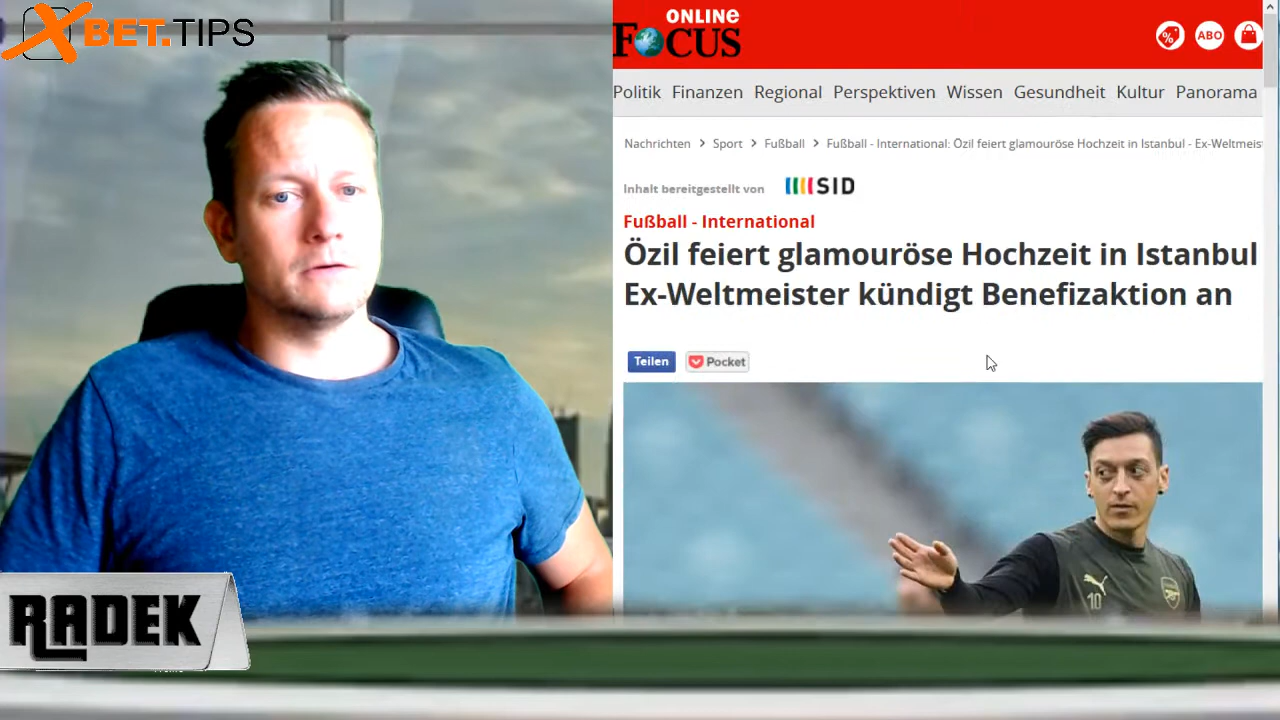 XBET.TIPS
ONLINE
FOCUS
% ABO
Politik Finanzen Regional Perspektiven Wissen Gesundheit Kultur Panorama
Nachrichten > Sport > Fußball > Fußball - International: Özil feiert glamouröse Hochzeit in Istanbul - Ex-Weltmeis
Inhalt bereitgestellt von SID
Fußball - International
Özil feiert glamouröse Hochzeit in Istanbul
Ex-Weltmeister kündigt Benefizaktion an
Teilen Pocket
10
RADEK